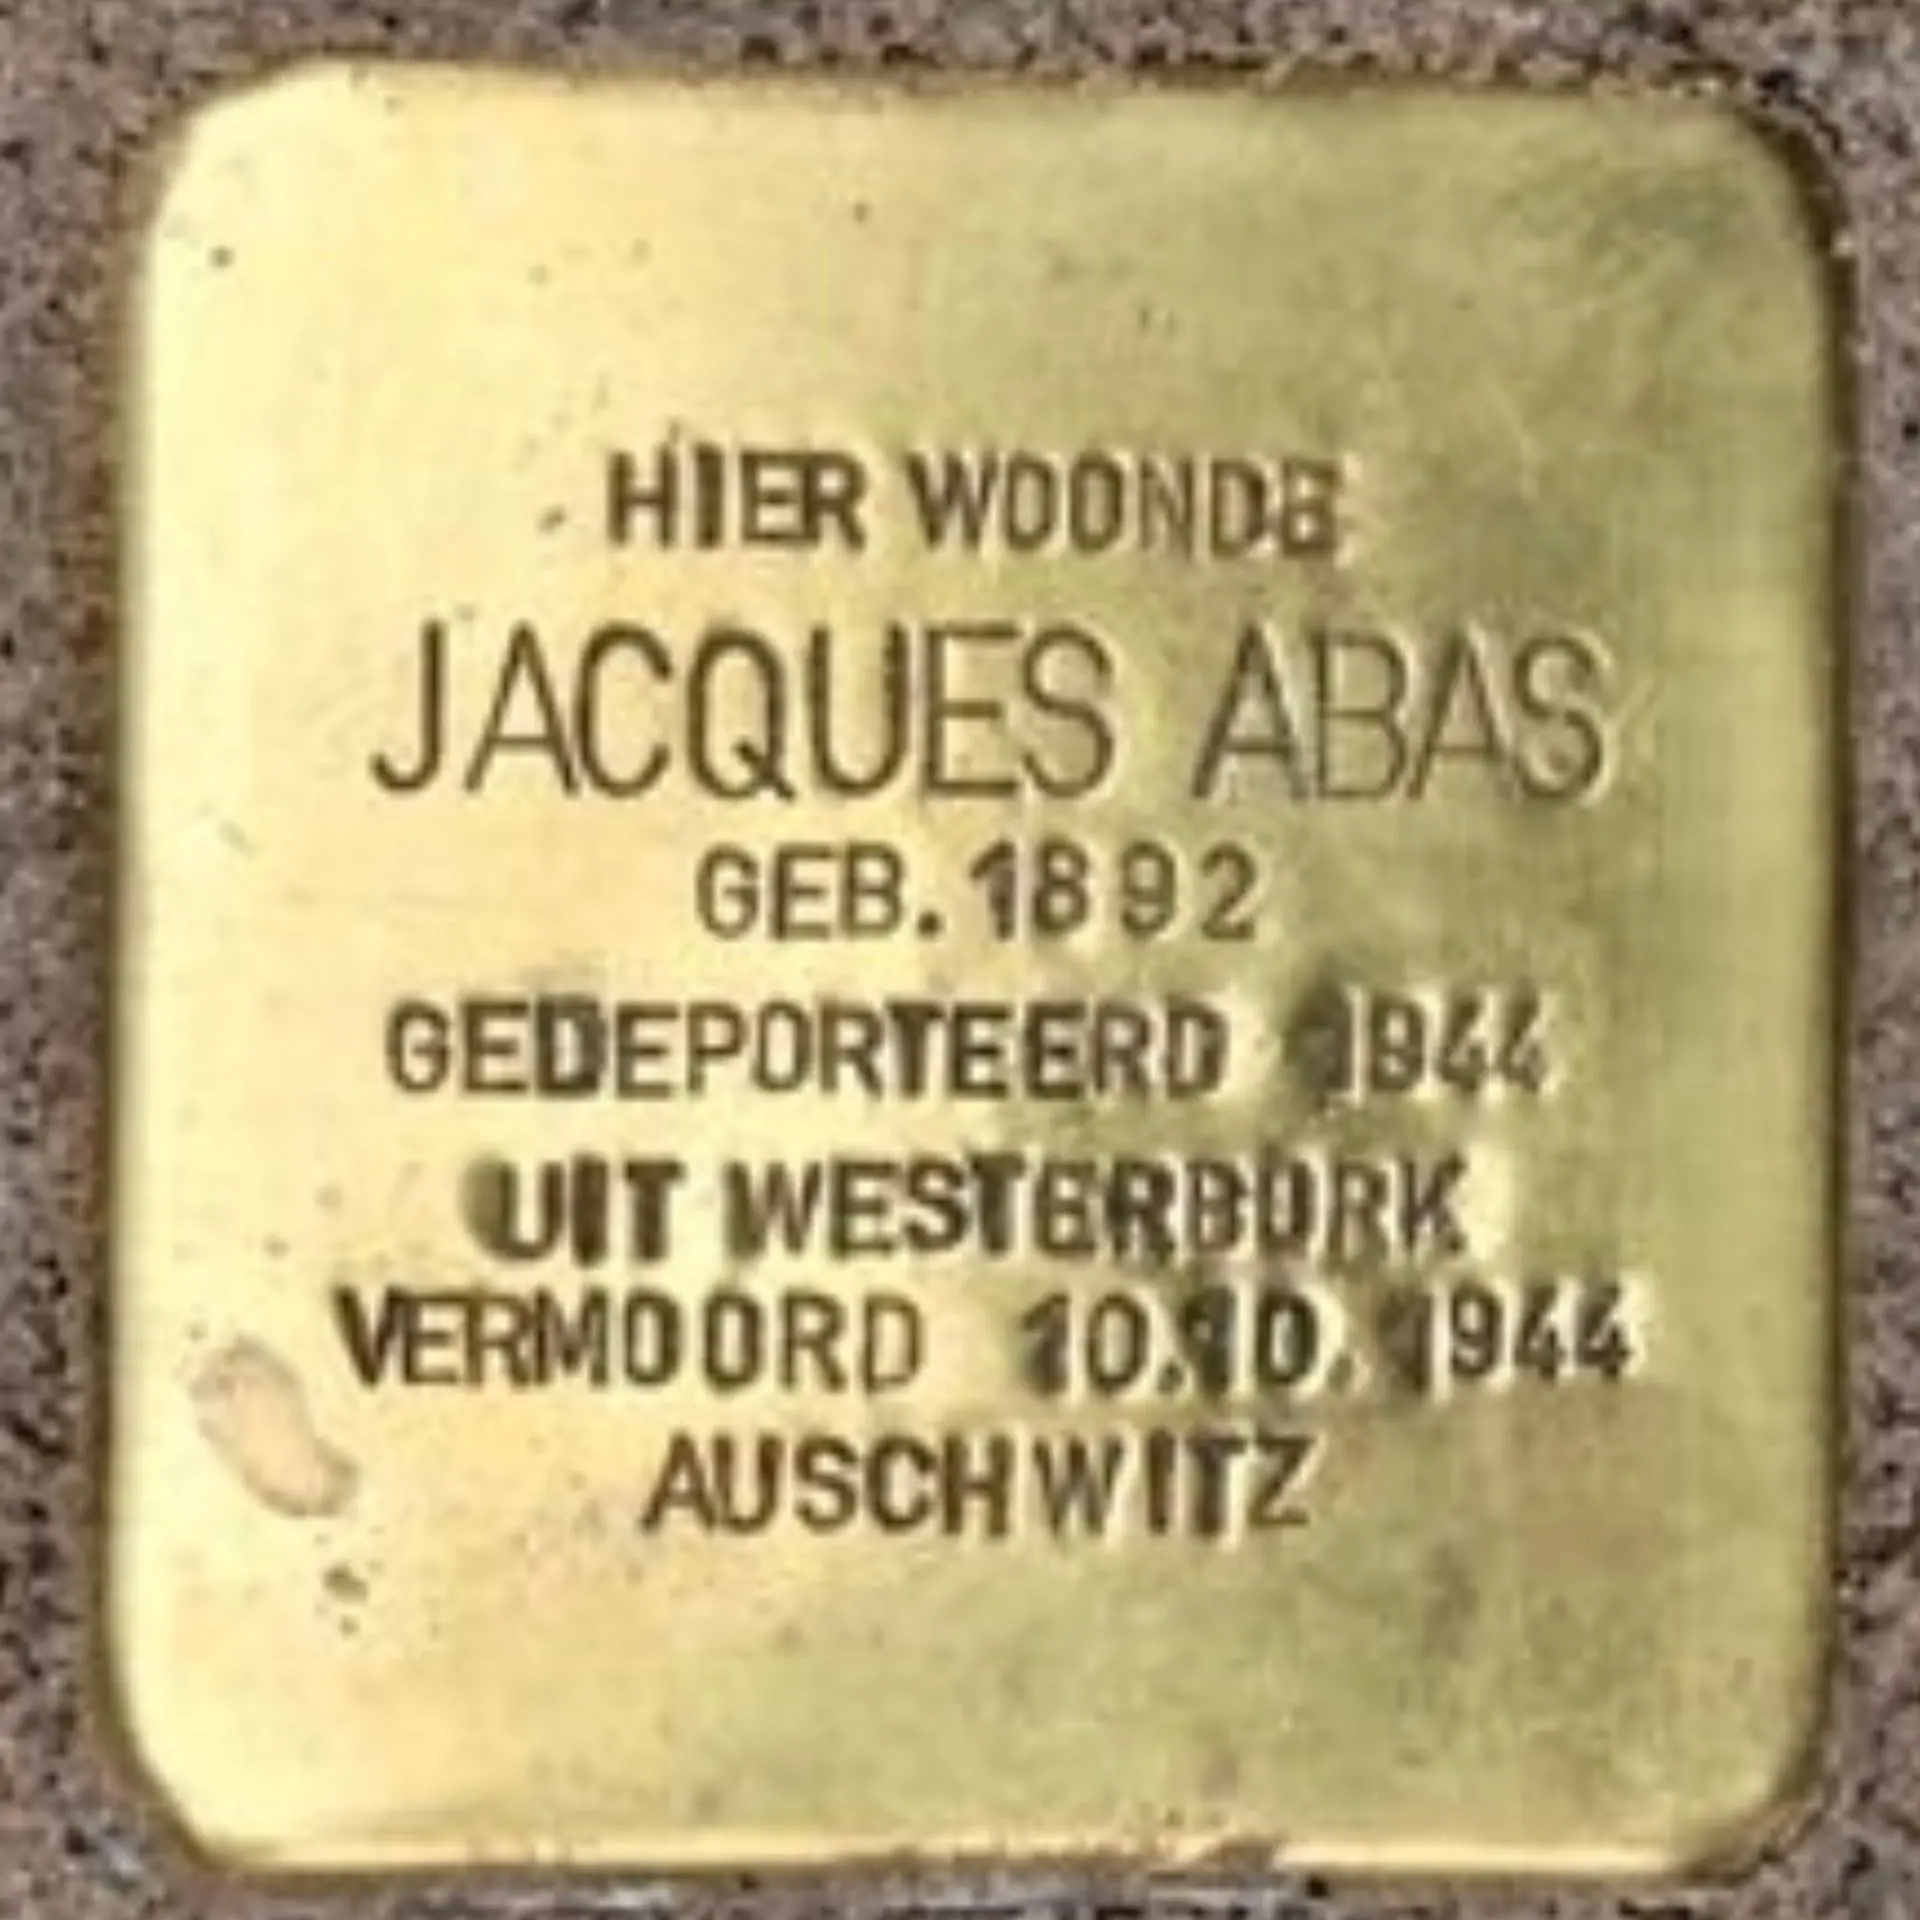 HIER WOONDE
JACQUES ABAS
GEB. 1892
GEDEPORTEERD 1944
UIT WESTERBORK
VERMOORD 10.10.1944
AUSCHWITZ